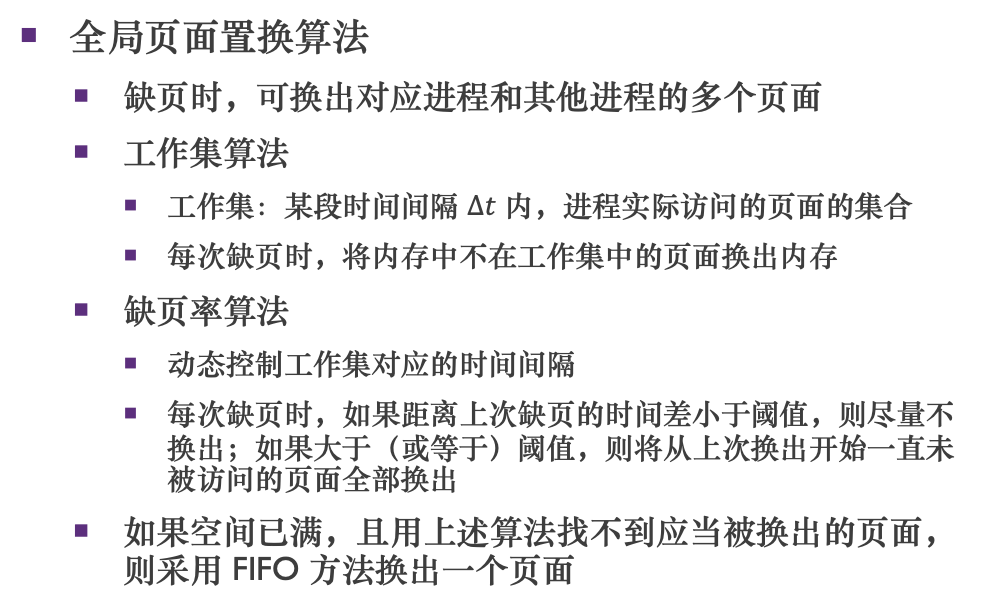 全局页面置换算法
缺页时，可换出对应进程和其他进程的多个页面
工作集算法
工作集：某段时间间隔 Δt 内，进程实际访问的页面的集合
每次缺页时，将内存中不在工作集中的页面换出内存
缺页率算法
动态控制工作集对应的时间间隔
每次缺页时，如果距离上次缺页的时间差小于阈值，则尽量不
换出；如果大于（或等于）阈值，则将从上次换出开始一直未
被访问的页面全部换出
如果空间已满，且用上述算法找不到应当被换出的页面，
则采用 FIFO 方法换出一个页面